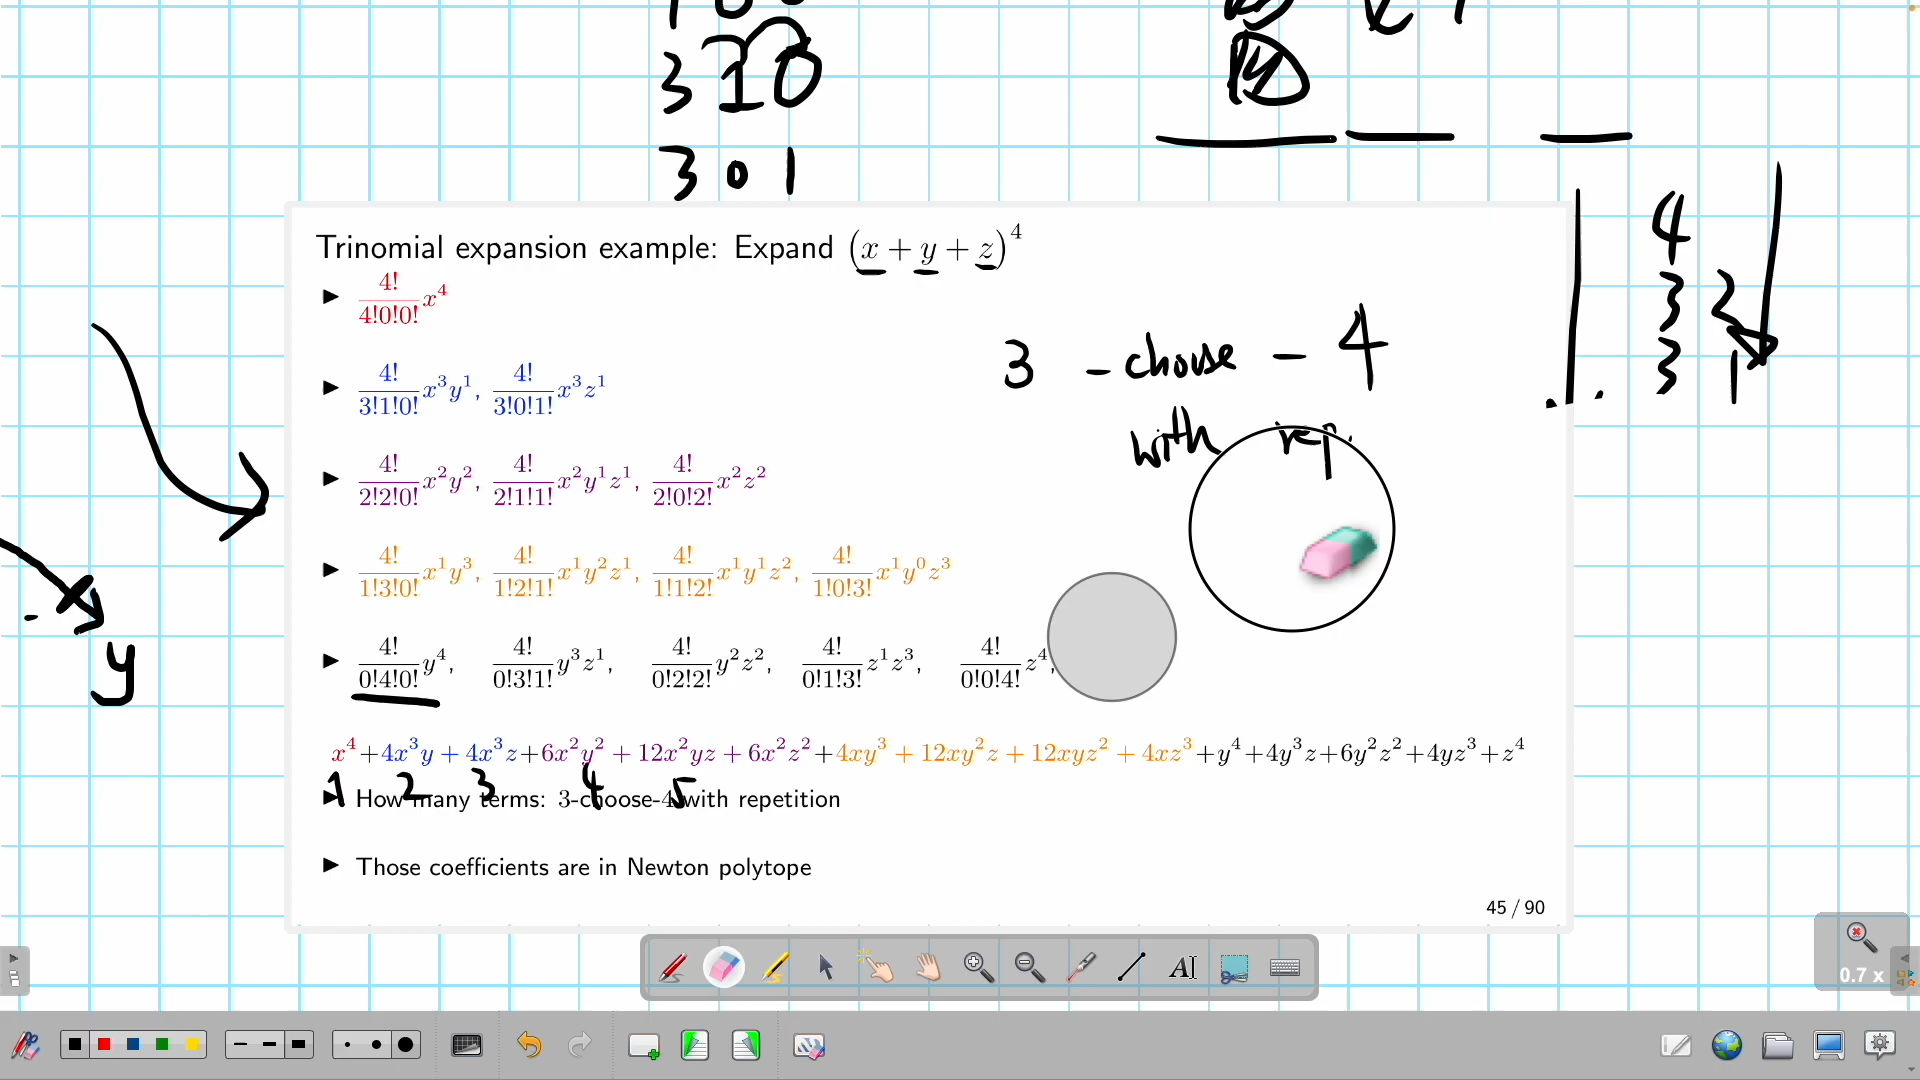 3 1 0
3 0 1
Trinomial expansion example: Expand (x + y + z)^4
▶ 4!/4!0!0! x^4
▶ 4!/3!1!0! x^3y^1, 4!/3!0!1! x^3z^1
▶ 4!/2!2!0! x^2y^2, 4!/2!1!1! x^2y^1z^1, 4!/2!0!2! x^2z^2
▶ 4!/1!3!0! x^1y^3, 4!/1!2!1! x^1y^2z^1, 4!/1!1!2! x^1y^1z^2, 4!/1!0!3! x^1y^0z^3
▶ 4!/0!4!0! y^4, 4!/0!3!1! y^3z^1, 4!/0!2!2! y^2z^2, 4!/0!1!3! z^1z^3, 4!/0!0!4! z^4,
x^4+4x^3y + 4x^3z+6x^2y^2 + 12x^2yz + 6x^2z^2+4xy^3 + 12xy^2z + 12xyz^2 + 4xz^3+y^4+4y^3z+6y^2z^2+4yz^3+z^4
1 2 3 4 5
▶ How many terms: 3-choose-4 with repetition
▶ Those coefficients are in Newton polytope
45 / 90
3 - choose - 4
with rep.
4
3 2
3 1
y
0.7 x